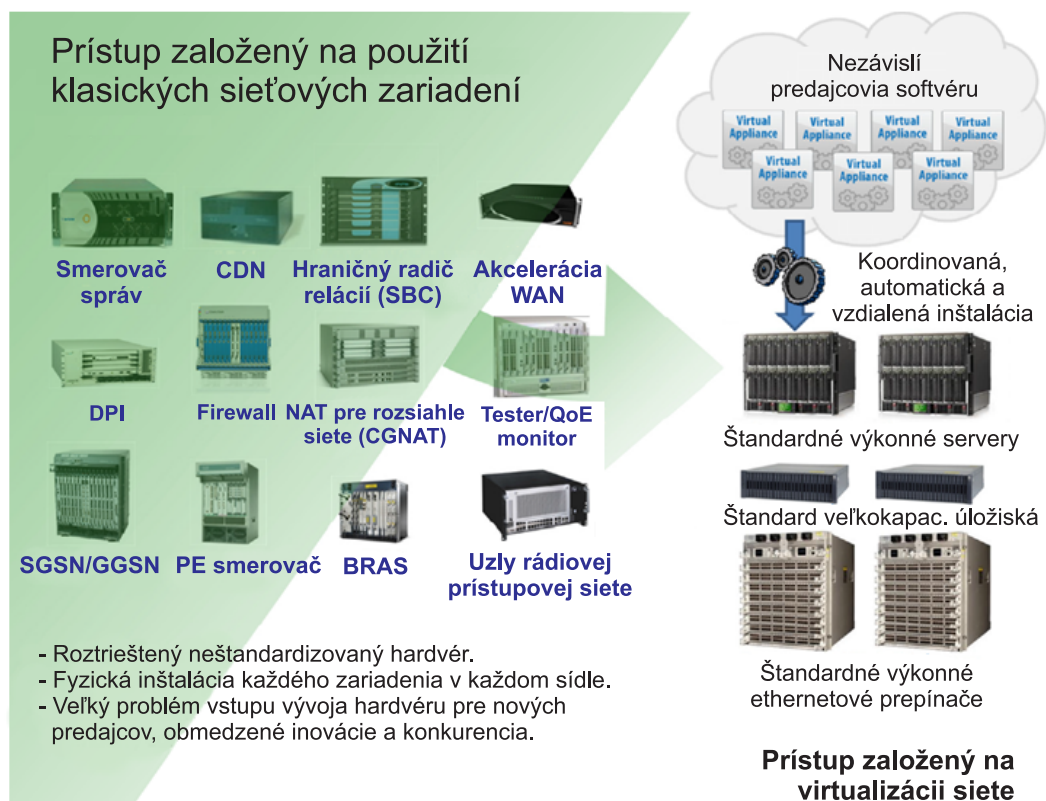 Prístup založený na použití
klasických sieťových zariadení
Smerovač
správ
CDN
Hraničný radič
relácií (SBC)
Akcelerácia
WAN
DPI
Firewall
NAT pre rozsiahle
siete (CGNAT)
Tester/QoE
monitor
SGSN/GGSN
PE smerovač
BRAS
Uzly rádiovej
prístupovej siete
- Roztrieštený neštandardizovaný hardvér.
- Fyzická inštalácia každého zariadenia v každom sídle.
- Veľký problém vstupu vývoja hardvéru pre nových
predajcov, obmedzené inovácie a konkurencia.
Nezávislí
predajcovia softvéru
Virtual
Appliance
Virtual
Appliance
Virtual
Appliance
Virtual
Appliance
Virtual
Appliance
Virtual
Appliance
Virtual
Appliance
Koordinovaná,
automatická a
vzdialená inštalácia
Štandardné výkonné servery
Štandard veľkokapac. úložiská
Štandardné výkonné
ethernetové prepínače
Prístup založený na
virtualizácii siete